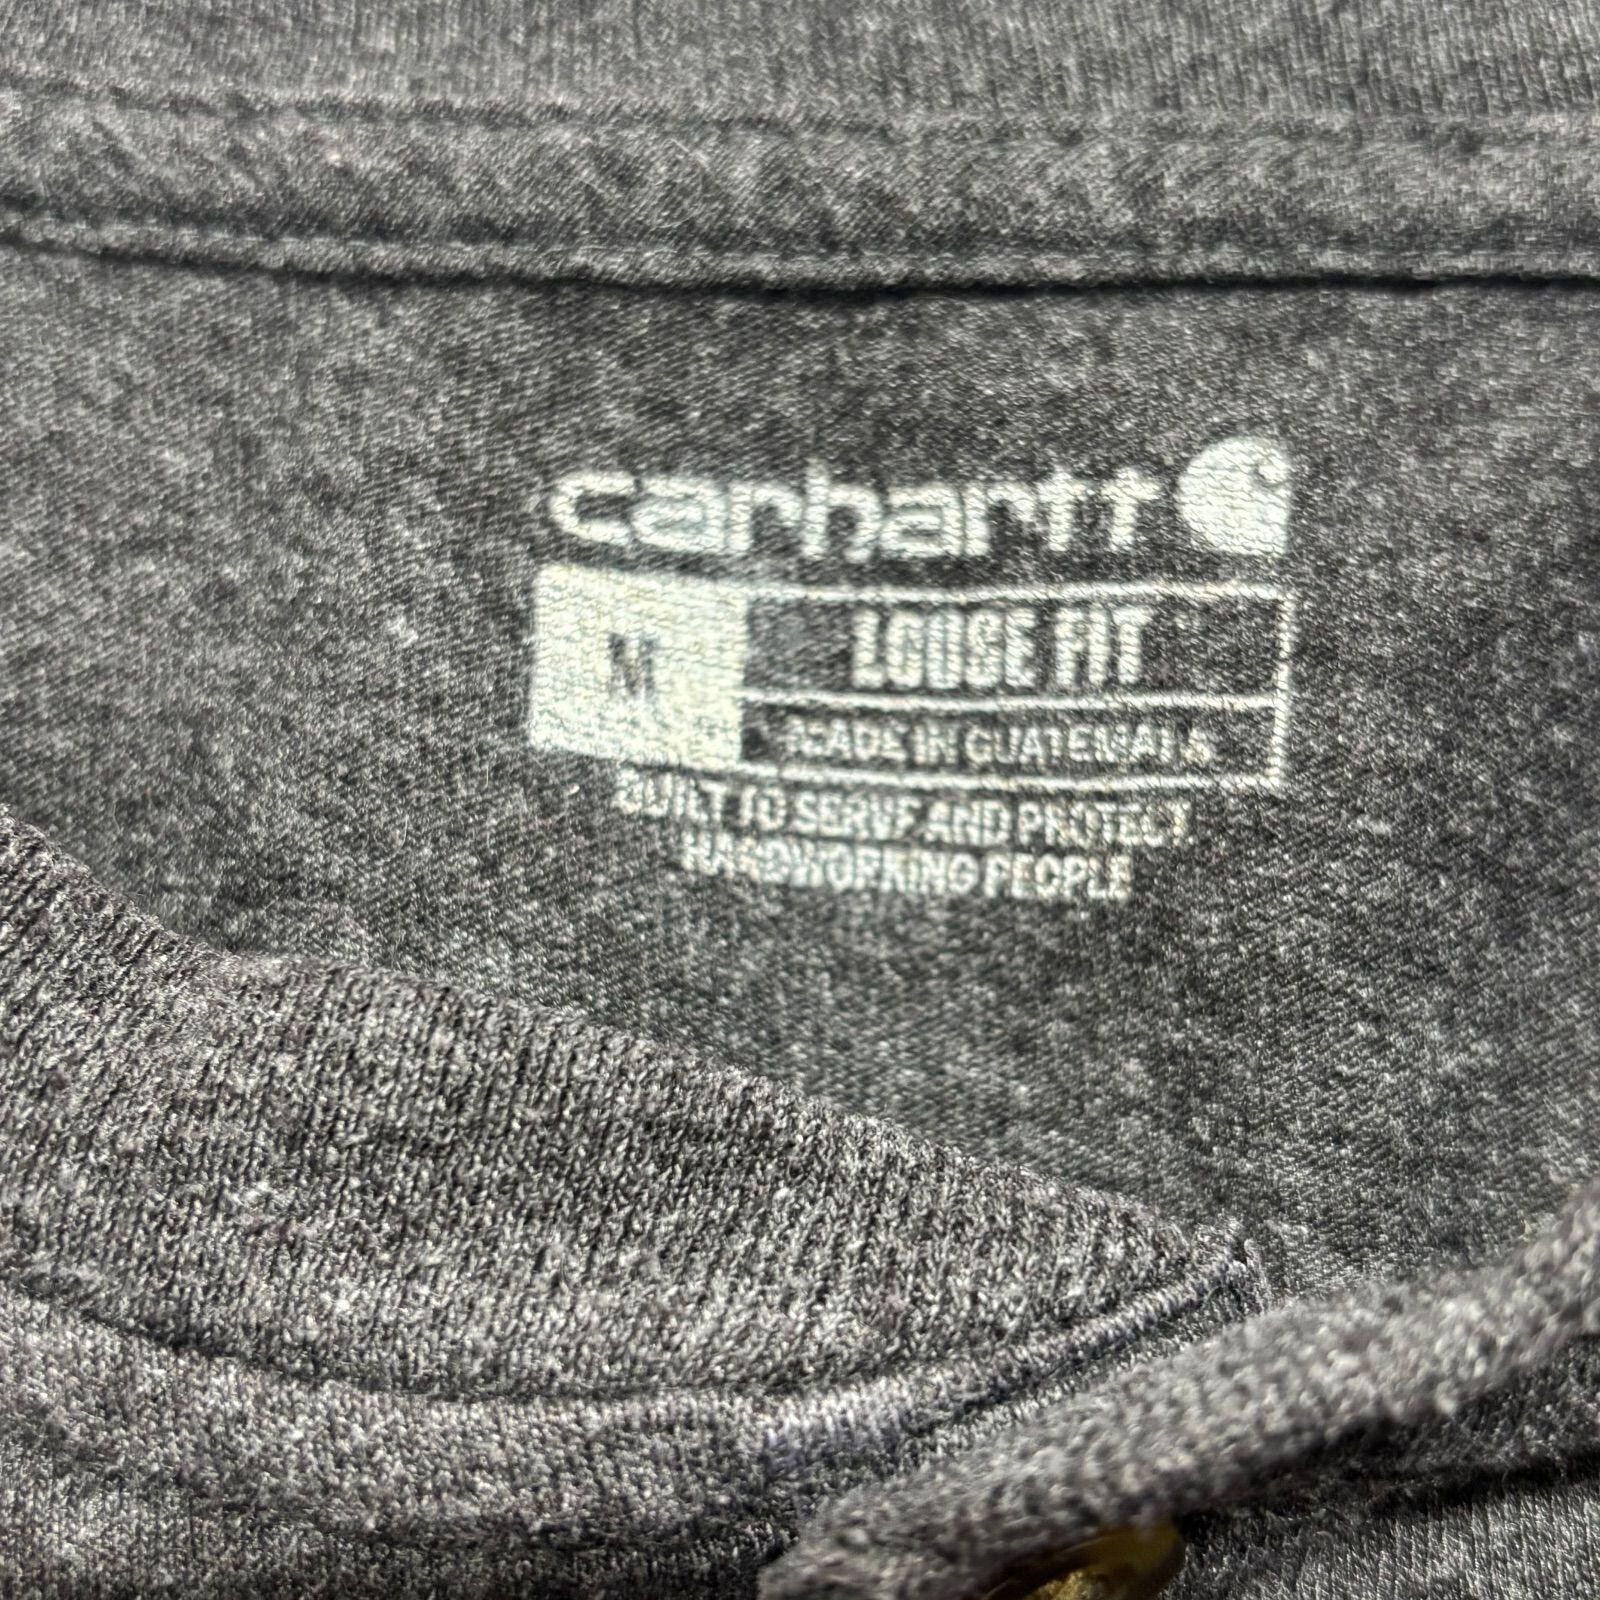 carhartt
M
LOOSE FIT
MADE IN GUATEMALA
BUILT TO SERVE AND PROTECT
HARDWORKING PEOPLE